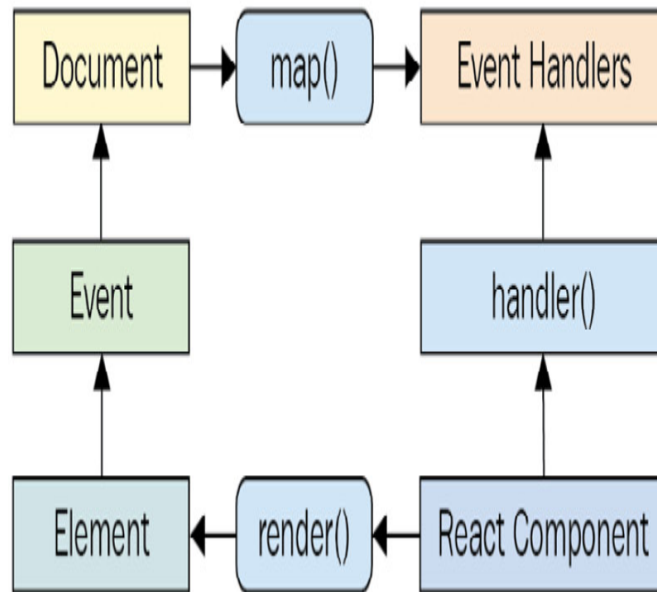 Document
map()
Event Handlers
Event
handler()
Element
render()
React Component